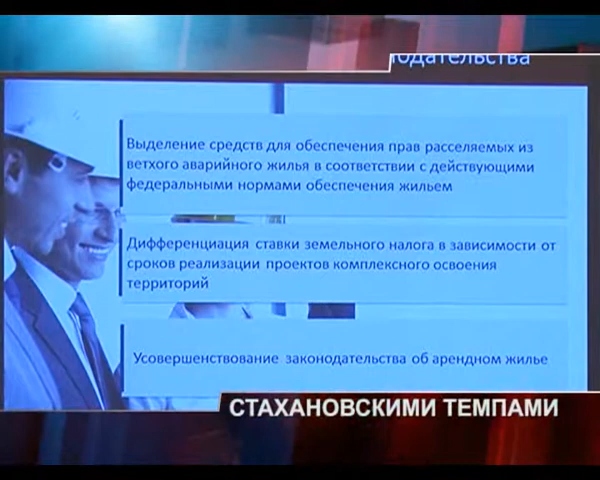 Выделение средств для обеспечения прав расселяемых из
ветхого аварийного жилья в соответствии с действующими
федеральными нормами обеспечения жильем
Дифференциация ставки земельного налога в зависимости от
сроков реализации проектов комплексного освоения
территорий
Усовершенствование законодательства об арендном жилье
СТАХАНОВСКИМИ ТЕМПАМИ